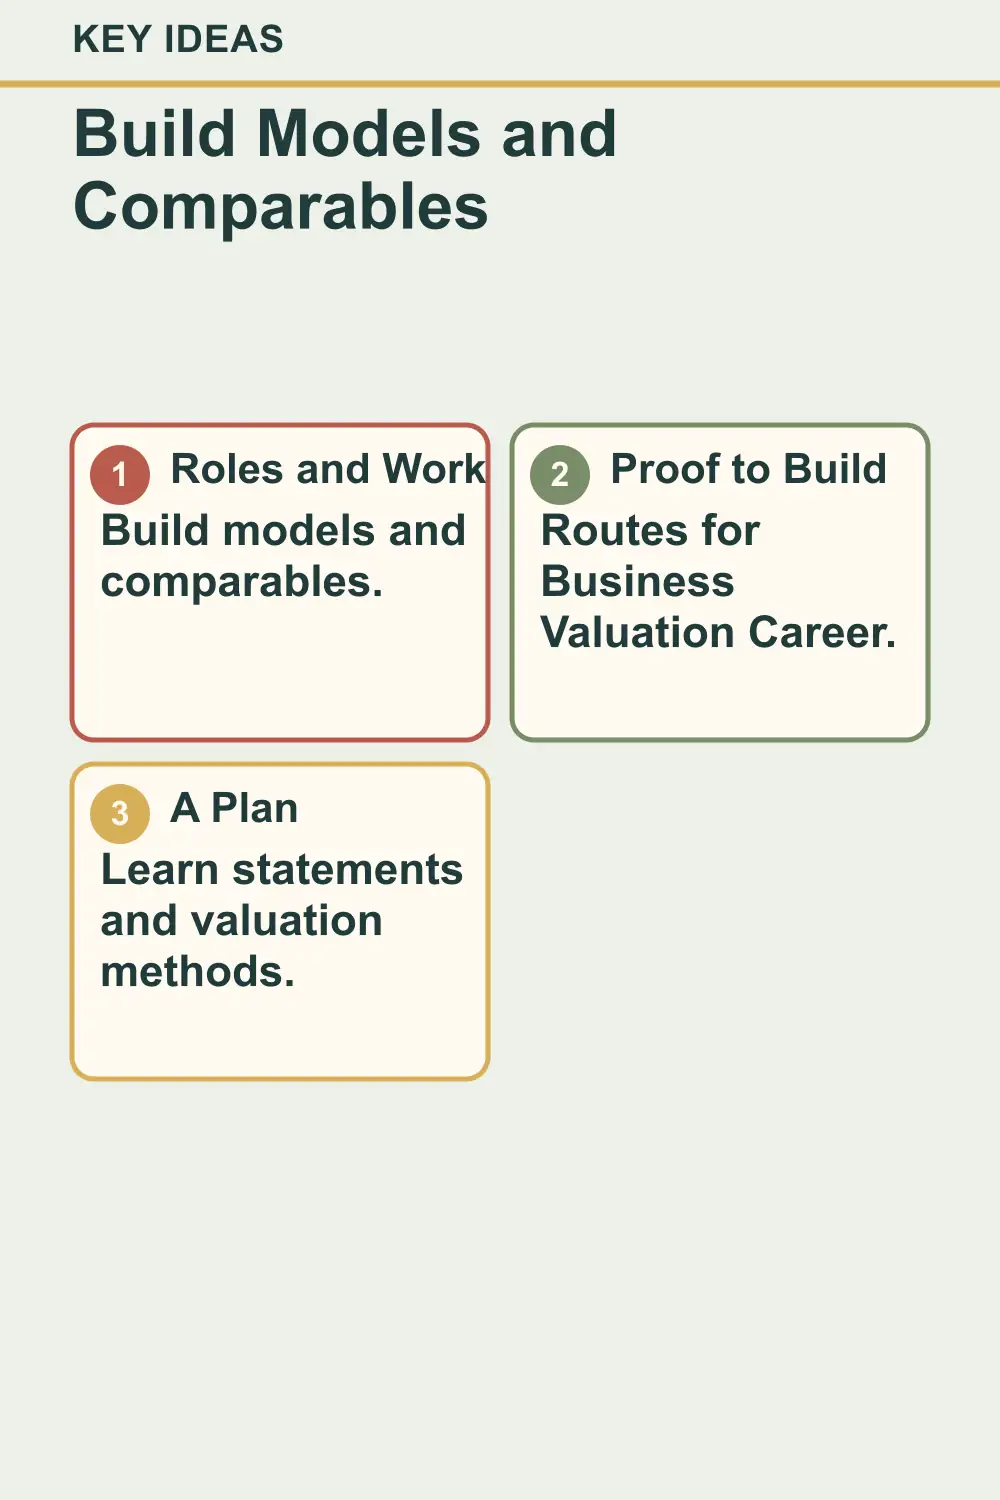 KEY IDEAS
Build Models and
Comparables
1 Roles and Work
Build models and
comparables.
2 Proof to Build
Routes for
Business
Valuation Career.
3 A Plan
Learn statements
and valuation
methods.